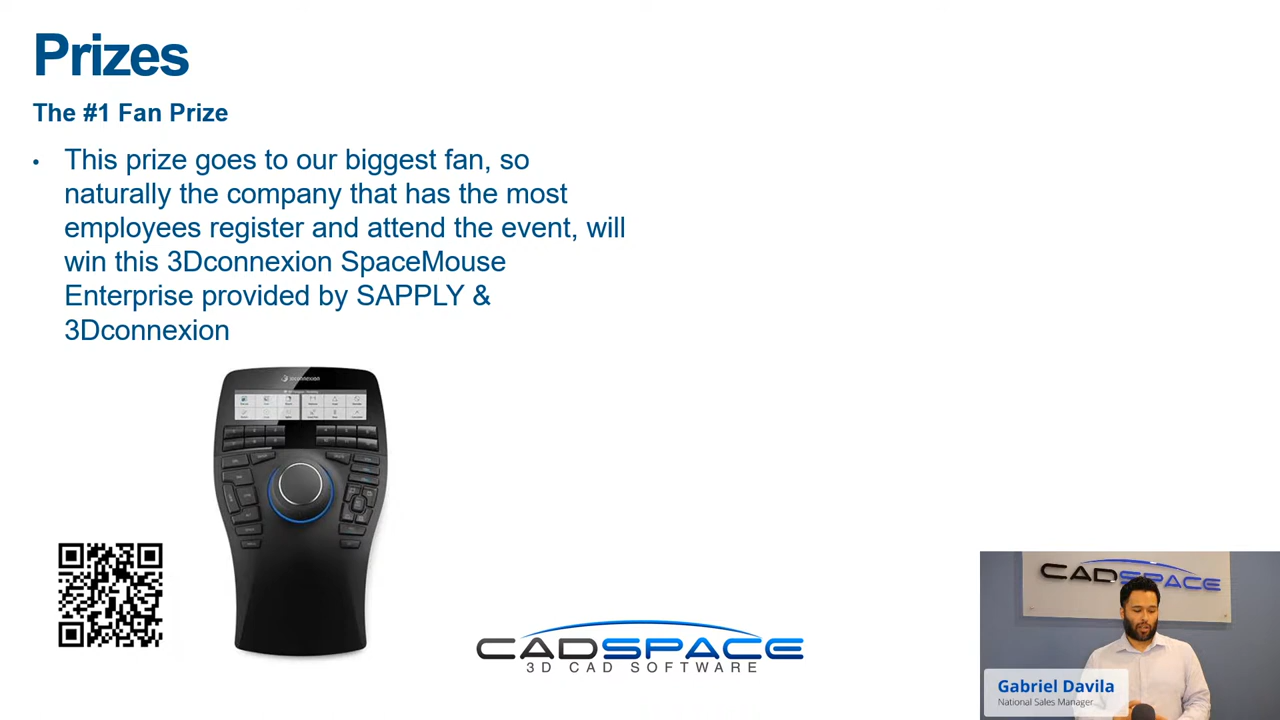 Prizes
The #1 Fan Prize
• This prize goes to our biggest fan, so
naturally the company that has the most
employees register and attend the event, will
win this 3Dconnexion SpaceMouse
Enterprise provided by SAPPLY &
3Dconnexion
3Dconnexion
CADSPACE
3D CAD SOFTWARE
CADSPACE
Gabriel Davila
National Sales Manager